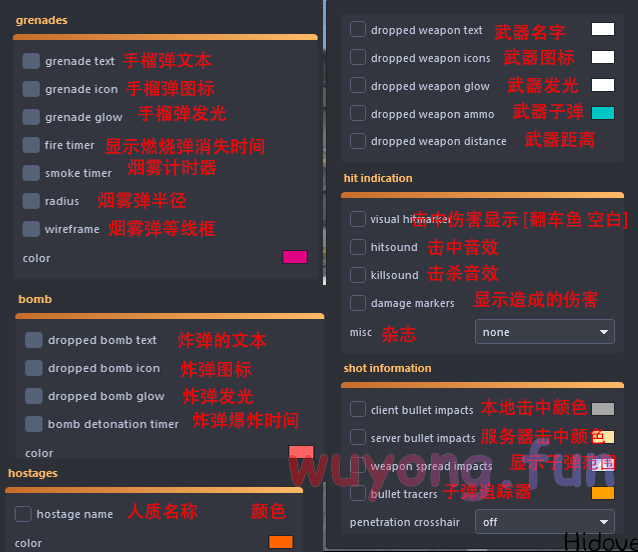 grenades
grenade text 手榴弹文本
grenade icon 手榴弹图标
grenade glow 手榴弹发光
fire timer 显示燃烧弹消失时间
smoke timer 烟雾计时器
radius 烟雾弹半径
wireframe 烟雾弹等线框
color
bomb
dropped bomb text 炸弹的文本
dropped bomb icon 炸弹图标
dropped bomb glow 炸弹发光
bomb detonation timer 炸弹爆炸时间
color
hostages
hostage name 人质名称 颜色
color
dropped weapon text 武器名字
dropped weapon icons 武器图标
dropped weapon glow 武器发光
dropped weapon ammo 武器子弹
dropped weapon distance 武器距离
hit indication
visual hitmarker 击中伤害显示 [翻车鱼 空白]
hitsound 击中音效
killsound 击杀音效
damage markers 显示造成的伤害
misc 杂志 none
shot information
client bullet impacts 本地击中颜色
server bullet impacts 服务器击中颜色
weapon spread impacts 显示子弹范围
bullet tracers 子弹追踪器
penetration crosshair off
wuyong.fun
Hidove